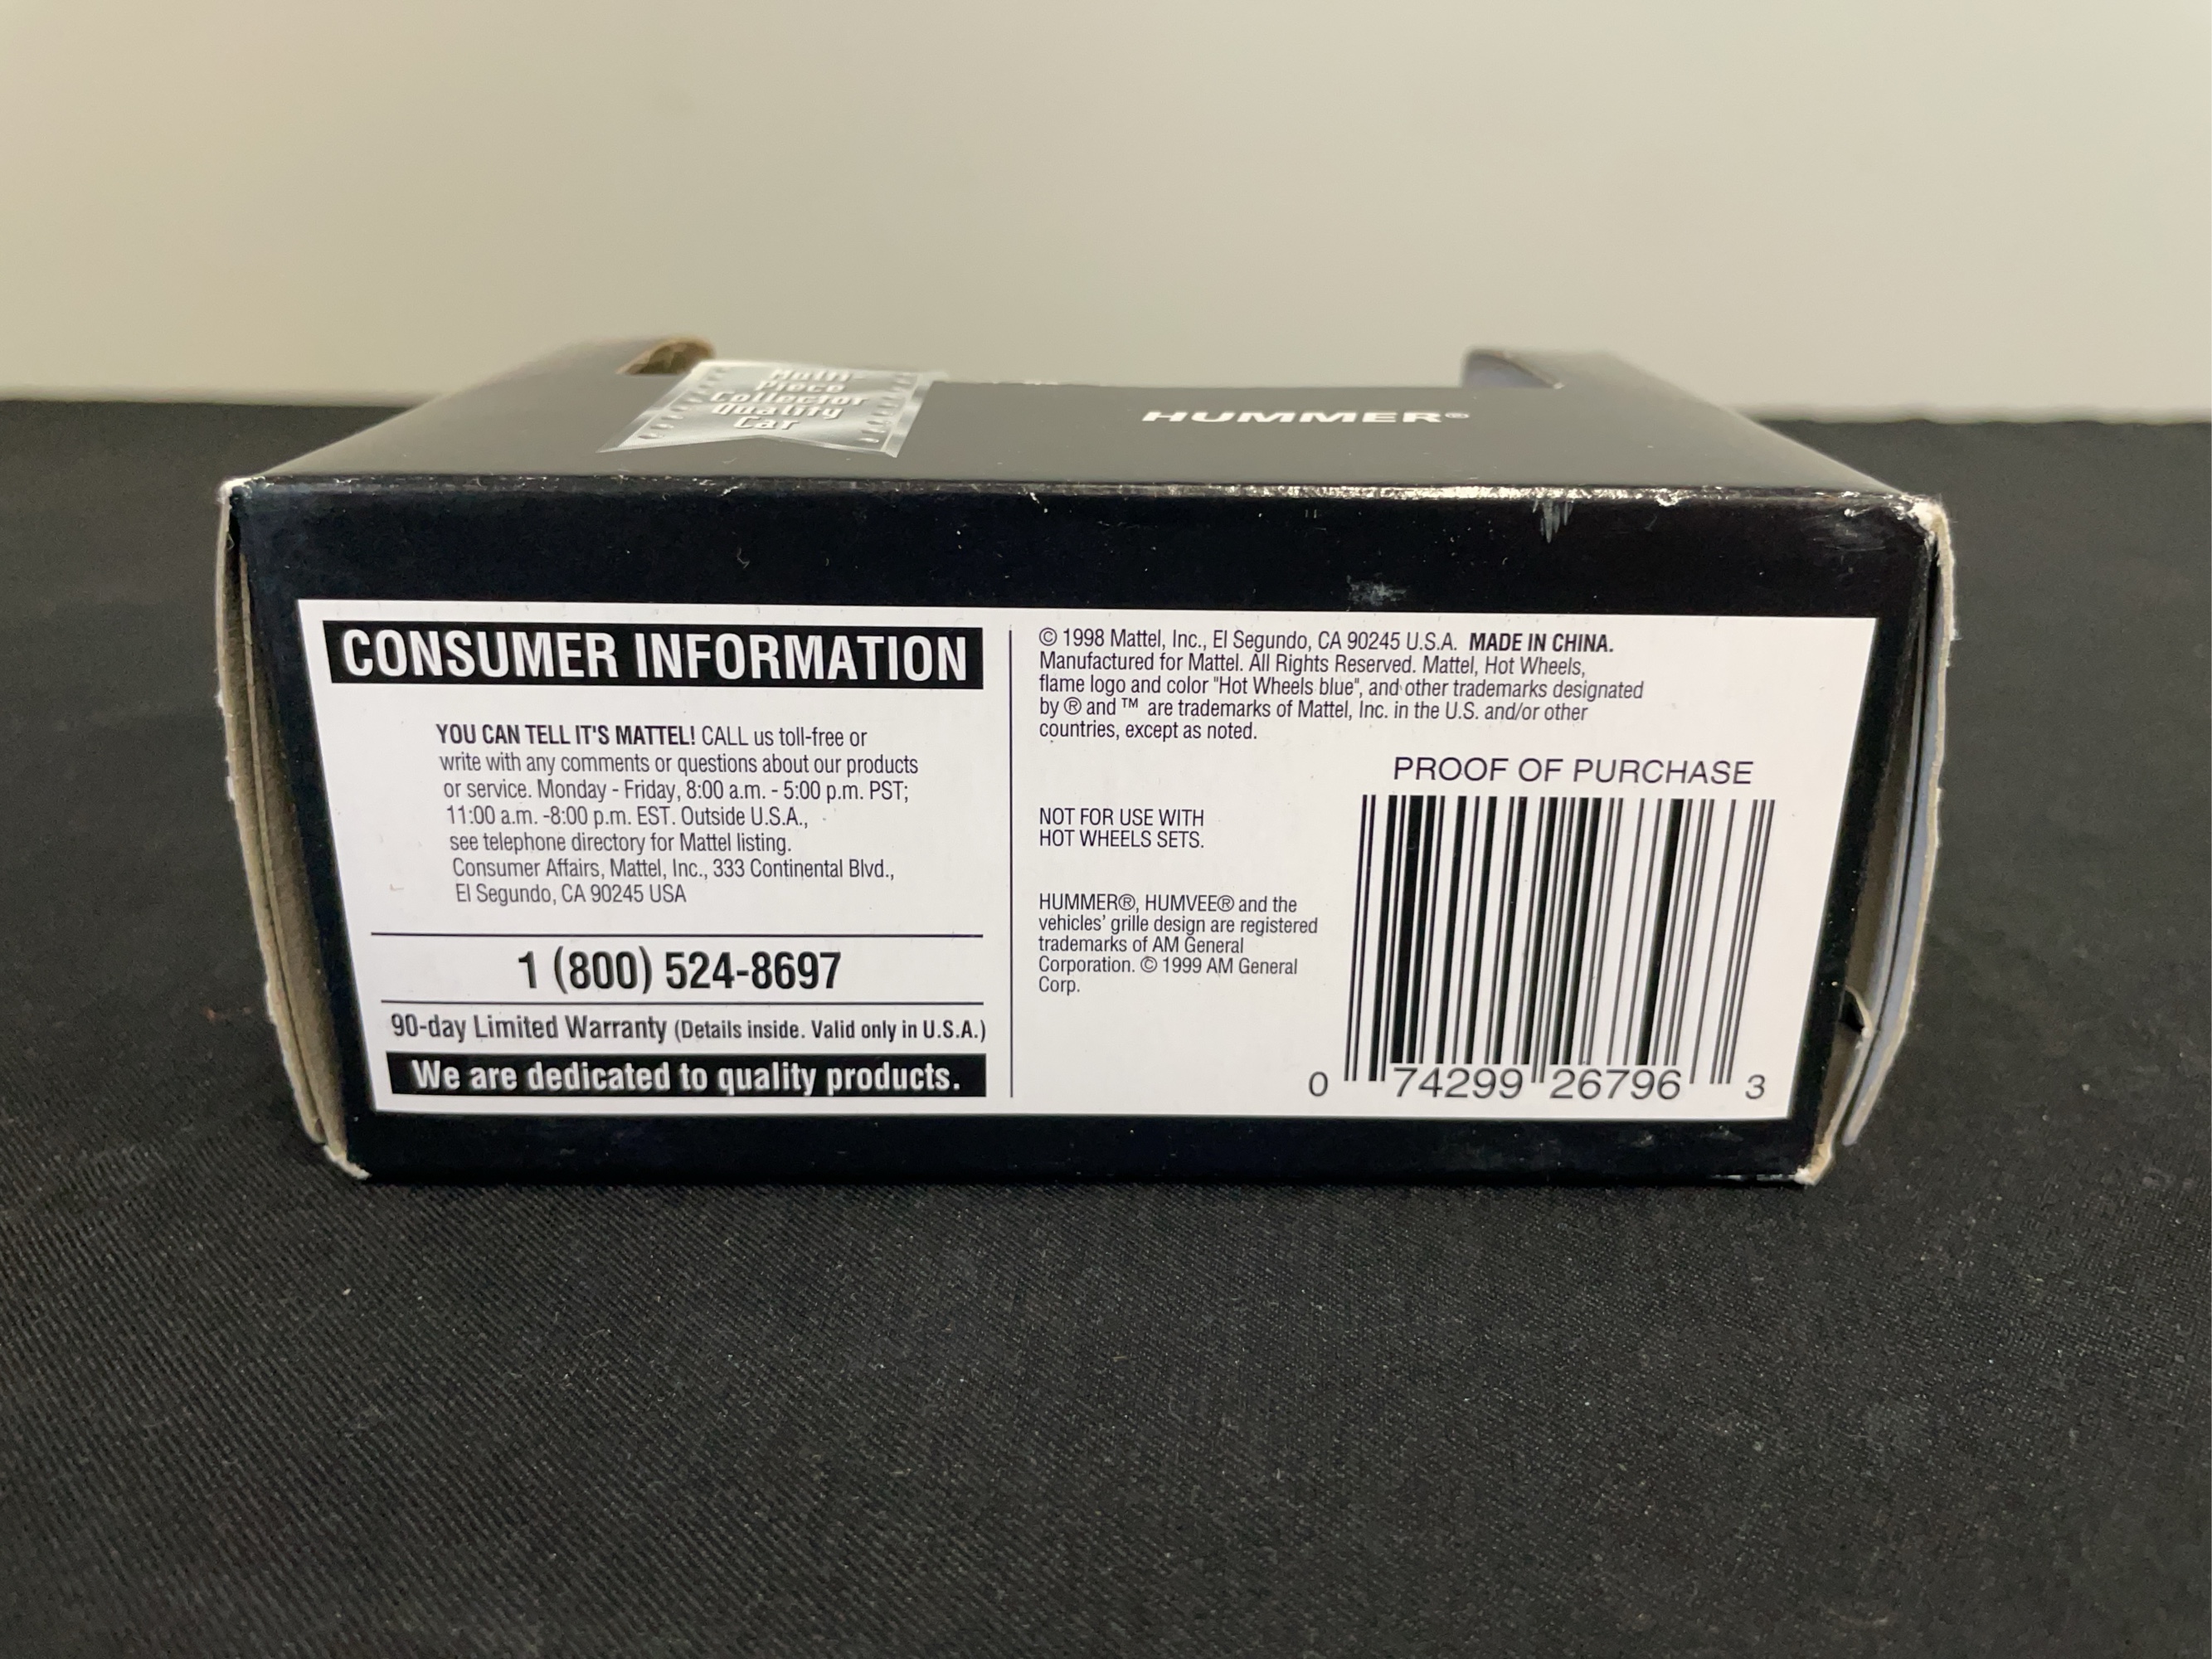 Multi-
Piece
Collector
Quality
Car
HUMMER®
CONSUMER INFORMATION
YOU CAN TELL IT'S MATTEL! CALL us toll-free or
write with any comments or questions about our products
or service. Monday - Friday, 8:00 a.m. - 5:00 p.m. PST;
11:00 a.m. -8:00 p.m. EST. Outside U.S.A.,
see telephone directory for Mattel listing.
Consumer Affairs, Mattel, Inc., 333 Continental Blvd.,
El Segundo, CA 90245 USA
1 (800) 524-8697
90-day Limited Warranty (Details inside. Valid only in U.S.A.)
We are dedicated to quality products.
© 1998 Mattel, Inc., El Segundo, CA 90245 U.S.A. MADE IN CHINA.
Manufactured for Mattel. All Rights Reserved. Mattel, Hot Wheels,
flame logo and color "Hot Wheels blue", and other trademarks designated
by ® and ™ are trademarks of Mattel, Inc. in the U.S. and/or other
countries, except as noted.
NOT FOR USE WITH
HOT WHEELS SETS.
HUMMER®, HUMVEE® and the
vehicles' grille design are registered
trademarks of AM General
Corporation. © 1999 AM General
Corp.
PROOF OF PURCHASE
0 74299 26796 3